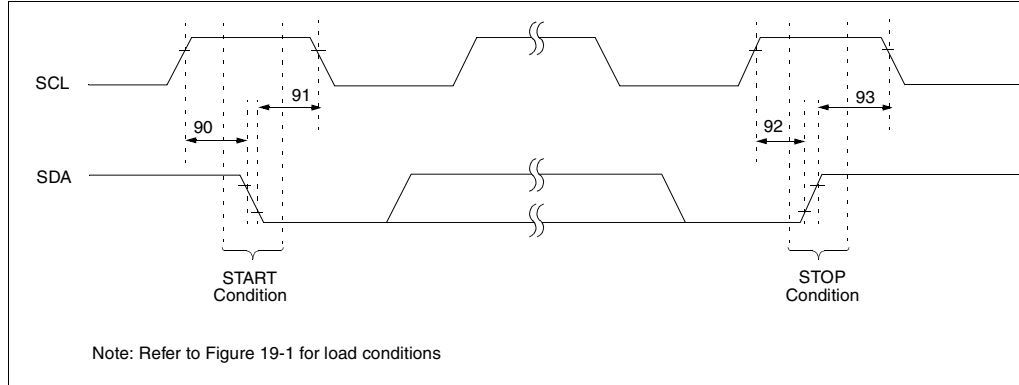 SCL
91
93
90
92
SDA
START
Condition
STOP
Condition
Note: Refer to Figure 19-1 for load conditions